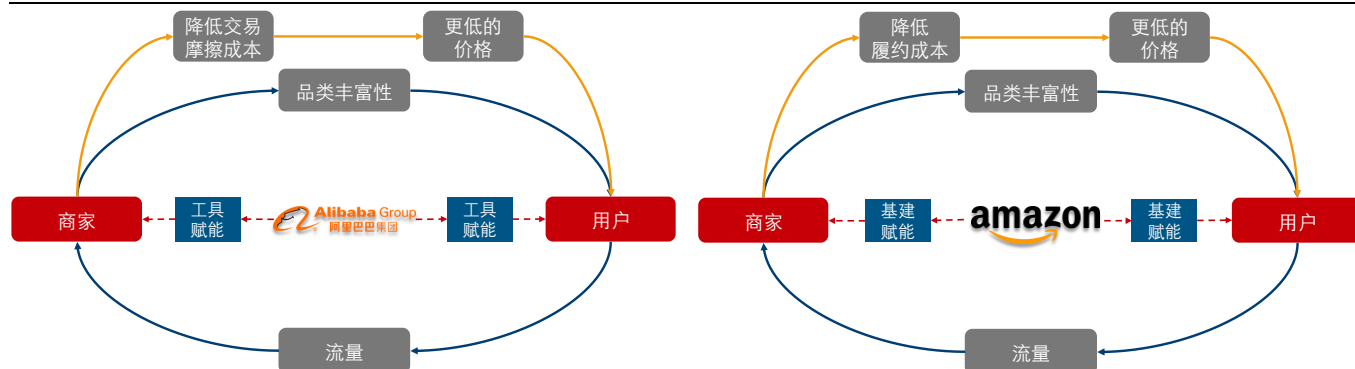 降低交易
摩擦成本
更低的
价格
品类丰富性
商家
工具
赋能
Alibaba Group
阿里巴巴集团
工具
赋能
用户
流量
降低
履约成本
更低的
价格
品类丰富性
商家
基建
赋能
amazon
基建
赋能
用户
流量